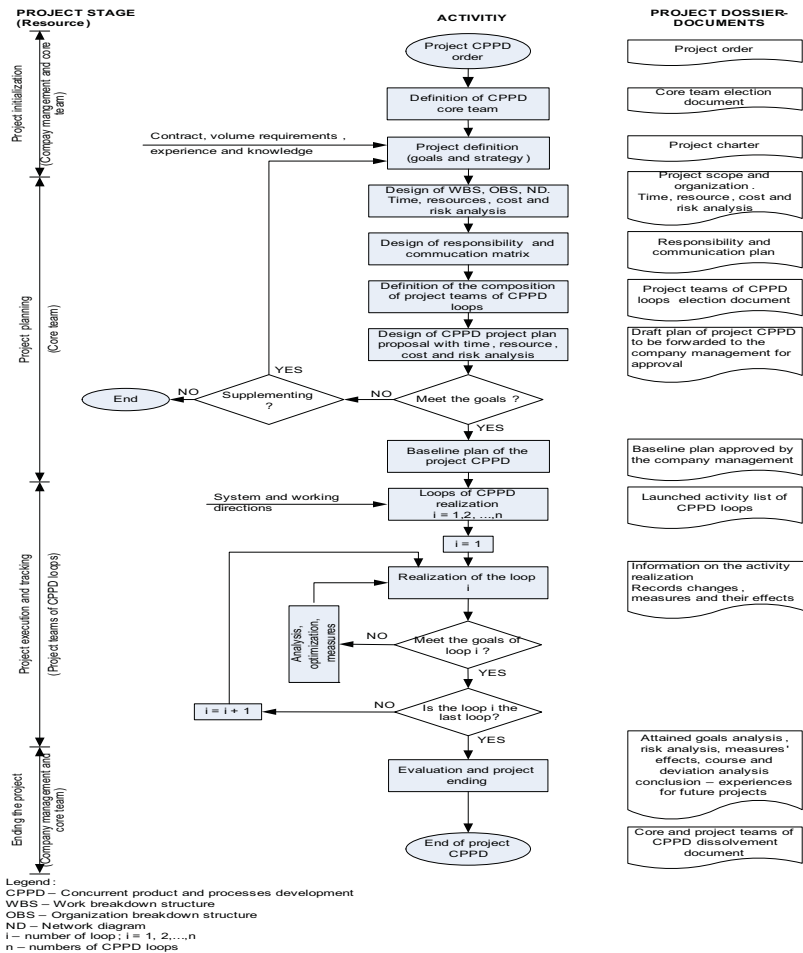 PROJECT STAGE
(Resource)
ACTIVITIY
PROJECT DOSSIER-
DOCUMENTS
Project initialization
(Compay mangement and core
team)
Project CPPD
order
Project order
Definition of CPPD
core team
Core team election
document
Contract, volume requirements ,
experience and knowledge
Project definition
(goals and strategy )
Project charter
Project planning
(Core team)
Design of WBS, OBS, ND.
Time, resources, cost and
risk analysis
Project scope and
organization .
Time, resource, cost and
risk analysis
Design of responsibility and
commucation matrix
Responsibility and
communication plan
Definition of the composition
of project teams of CPPD
loops
Project teams of CPPD
loops election document
Design of CPPD project plan
proposal with time, resource,
cost and risk analysis
Draft plan of project CPPD
to be forwarded to the
company management for
approval
YES
End
NO
Supplementing
?
NO
Meet the goals ?
YES
Baseline plan of the
project CPPD
Baseline plan approved by
the company management
Project execution and tracking
(Project teams of CPPD loops)
System and working
directions
Loops of CPPD
realization
i = 1,2, ...,n
Launched activity list of
CPPD loops
i = 1
Realization of the loop
i
Information on the activity
realization
Records changes ,
measures and their effects
Analysis,
optimization,
measures
NO
Meet the goals of
loop i ?
YES
i = i + 1
NO
Is the loop i the
last loop?
YES
Ending the project
(Company management and
core team)
Evaluation and project
ending
Attained goals analysis ,
risk analysis, measures'
effects, course and
deviation analysis
conclusion – experiences
for future projects
End of project
CPPD
Core and project teams of
CPPD dissolvement
document
Legend :
CPPD – Concurrent product and processes development
WBS – Work breakdown structure
OBS – Organization breakdown structure
ND – Network diagram
i – number of loop ; i = 1, 2,...,n
n – numbers of CPPD loops